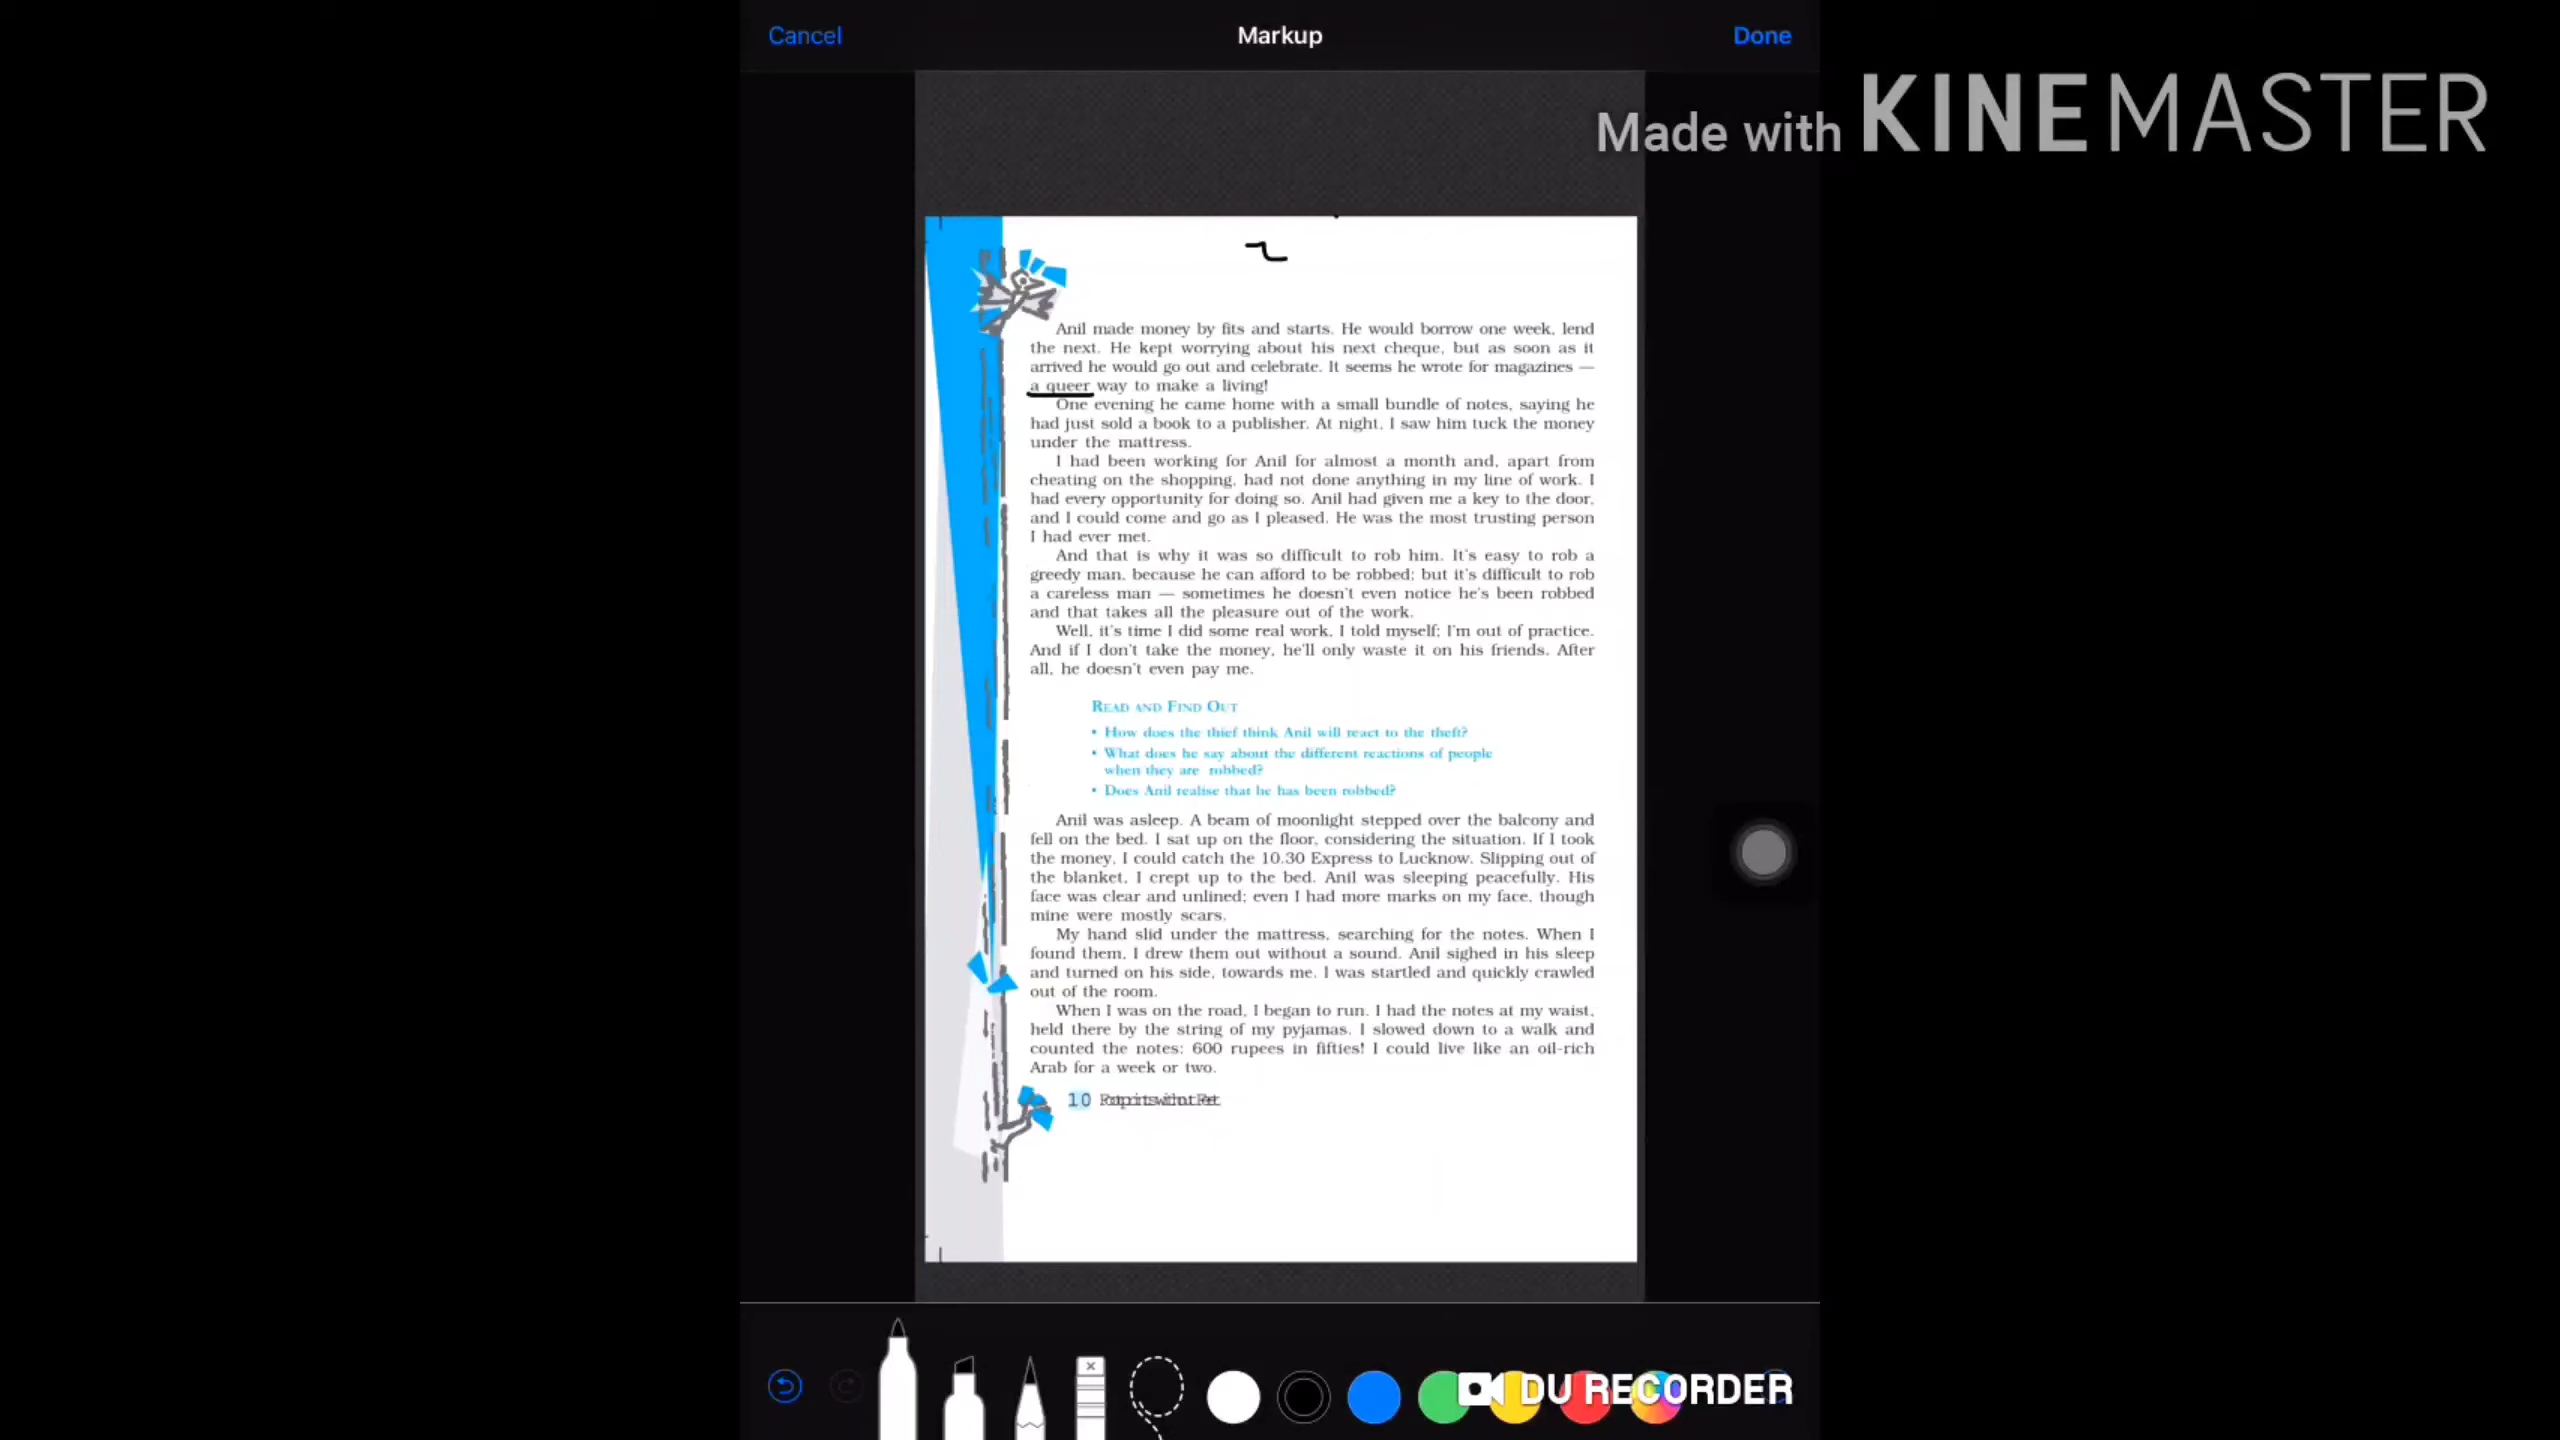 Cancel
Markup
Done
Made with KINEMASTER
Anil made money by fits and starts. He would borrow one week, lend
the next. He kept worrying about his next cheque, but as soon as it
arrived he would go out and celebrate. It seems he wrote for magazines —
a queer way to make a living!
One evening he came home with a small bundle of notes, saying he
had just sold a book to a publisher. At night, I saw him tuck the money
under the mattress.
I had been working for Anil for almost a month and, apart from
cheating on the shopping, had not done anything in my line of work. I
had every opportunity for doing so. Anil had given me a key to the door,
and I could come and go as I pleased. He was the most trusting person
I had ever met.
And that is why it was so difficult to rob him. It's easy to rob a
greedy man, because he can afford to be robbed; but it's difficult to rob
a careless man — sometimes he doesn't even notice he's been robbed
and that takes all the pleasure out of the work.
Well, it's time I did some real work, I told myself; I'm out of practice.
And if I don't take the money, he'll only waste it on his friends. After
all, he doesn't even pay me.
READ AND FIND OUT
• How does the thief think Anil will react to the theft?
• What does he say about the different reactions of people
when they are robbed?
• Does Anil realise that he has been robbed?
Anil was asleep. A beam of moonlight stepped over the balcony and
fell on the bed. I sat up on the floor, considering the situation. If I took
the money, I could catch the 10.30 Express to Lucknow. Slipping out of
the blanket, I crept up to the bed. Anil was sleeping peacefully. His
face was clear and unlined; even I had more marks on my face, though
mine were mostly scars.
My hand slid under the mattress, searching for the notes. When I
found them, I drew them out without a sound. Anil sighed in his sleep
and turned on his side, towards me. I was startled and quickly crawled
out of the room.
When I was on the road, I began to run. I had the notes at my waist,
held there by the string of my pyjamas. I slowed down to a walk and
counted the notes: 600 rupees in fifties! I could live like an oil-rich
Arab for a week or two.
10 Footprints without Feet
DU RECORDER